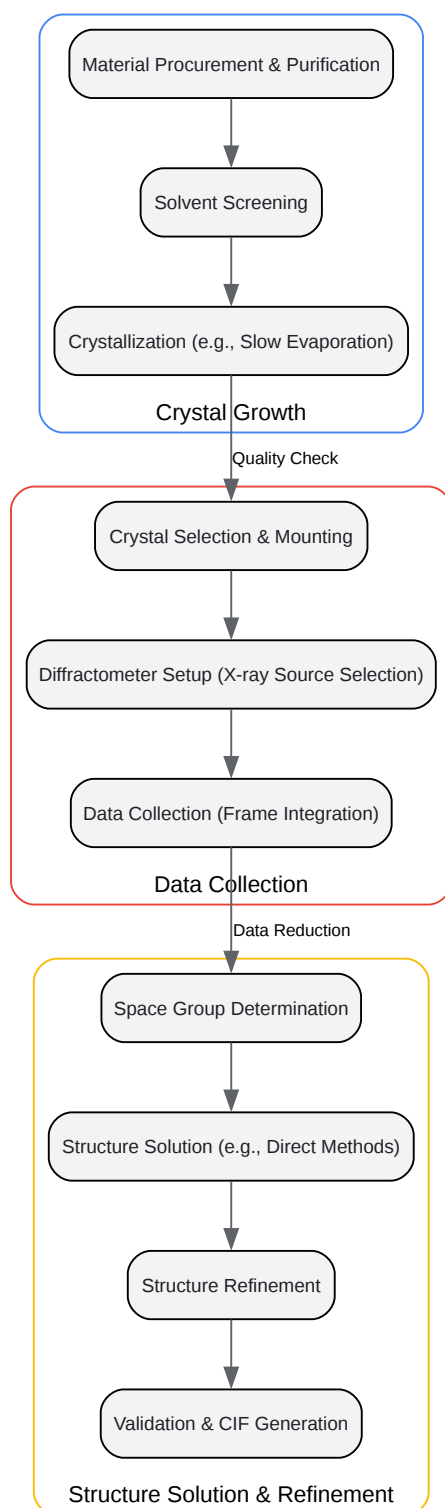 Material Procurement & Purification
Solvent Screening
Crystallization (e.g., Slow Evaporation)
Crystal Growth
Quality Check
Crystal Selection & Mounting
Diffractometer Setup (X-ray Source Selection)
Data Collection (Frame Integration)
Data Collection
Data Reduction
Space Group Determination
Structure Solution (e.g., Direct Methods)
Structure Refinement
Validation & CIF Generation
Structure Solution & Refinement